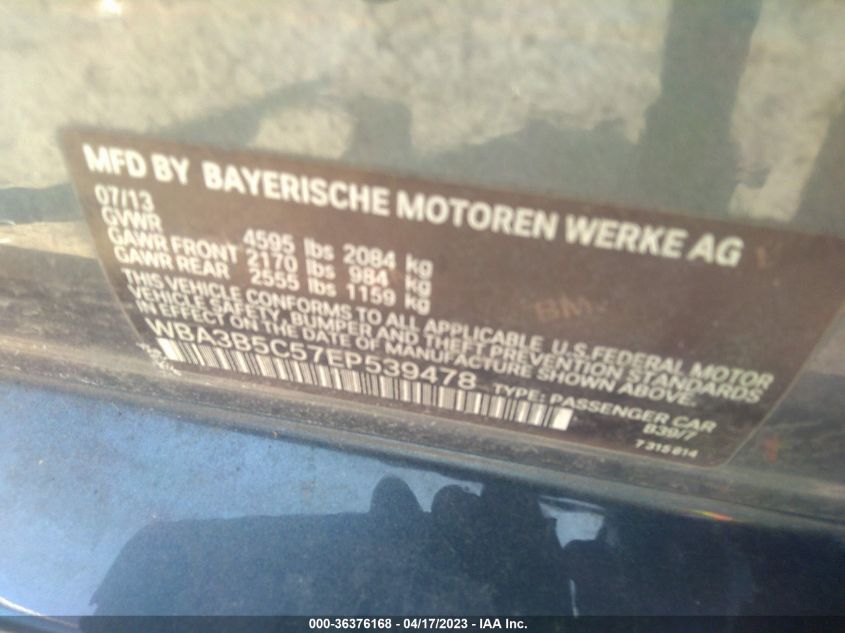 MFD BY BAYERISCHE MOTOREN WERKE AG
07/13
GVWR 4595 lbs 2084 kg
GAWR FRONT 2170 lbs 984 kg
GAWR REAR 2555 lbs 1159 kg
THIS VEHICLE CONFORMS TO ALL APPLICABLE U.S.FEDERAL MOTOR
VEHICLE SAFETY, BUMPER AND THEFT PREVENTION STANDARDS
IN EFFECT ON THE DATE OF MANUFACTURE SHOWN ABOVE.
WBA3B5C57EP539478 TYPE: PASSENGER CAR
B39/7
7 315 614
000-36376168 - 04/17/2023 - IAA Inc.